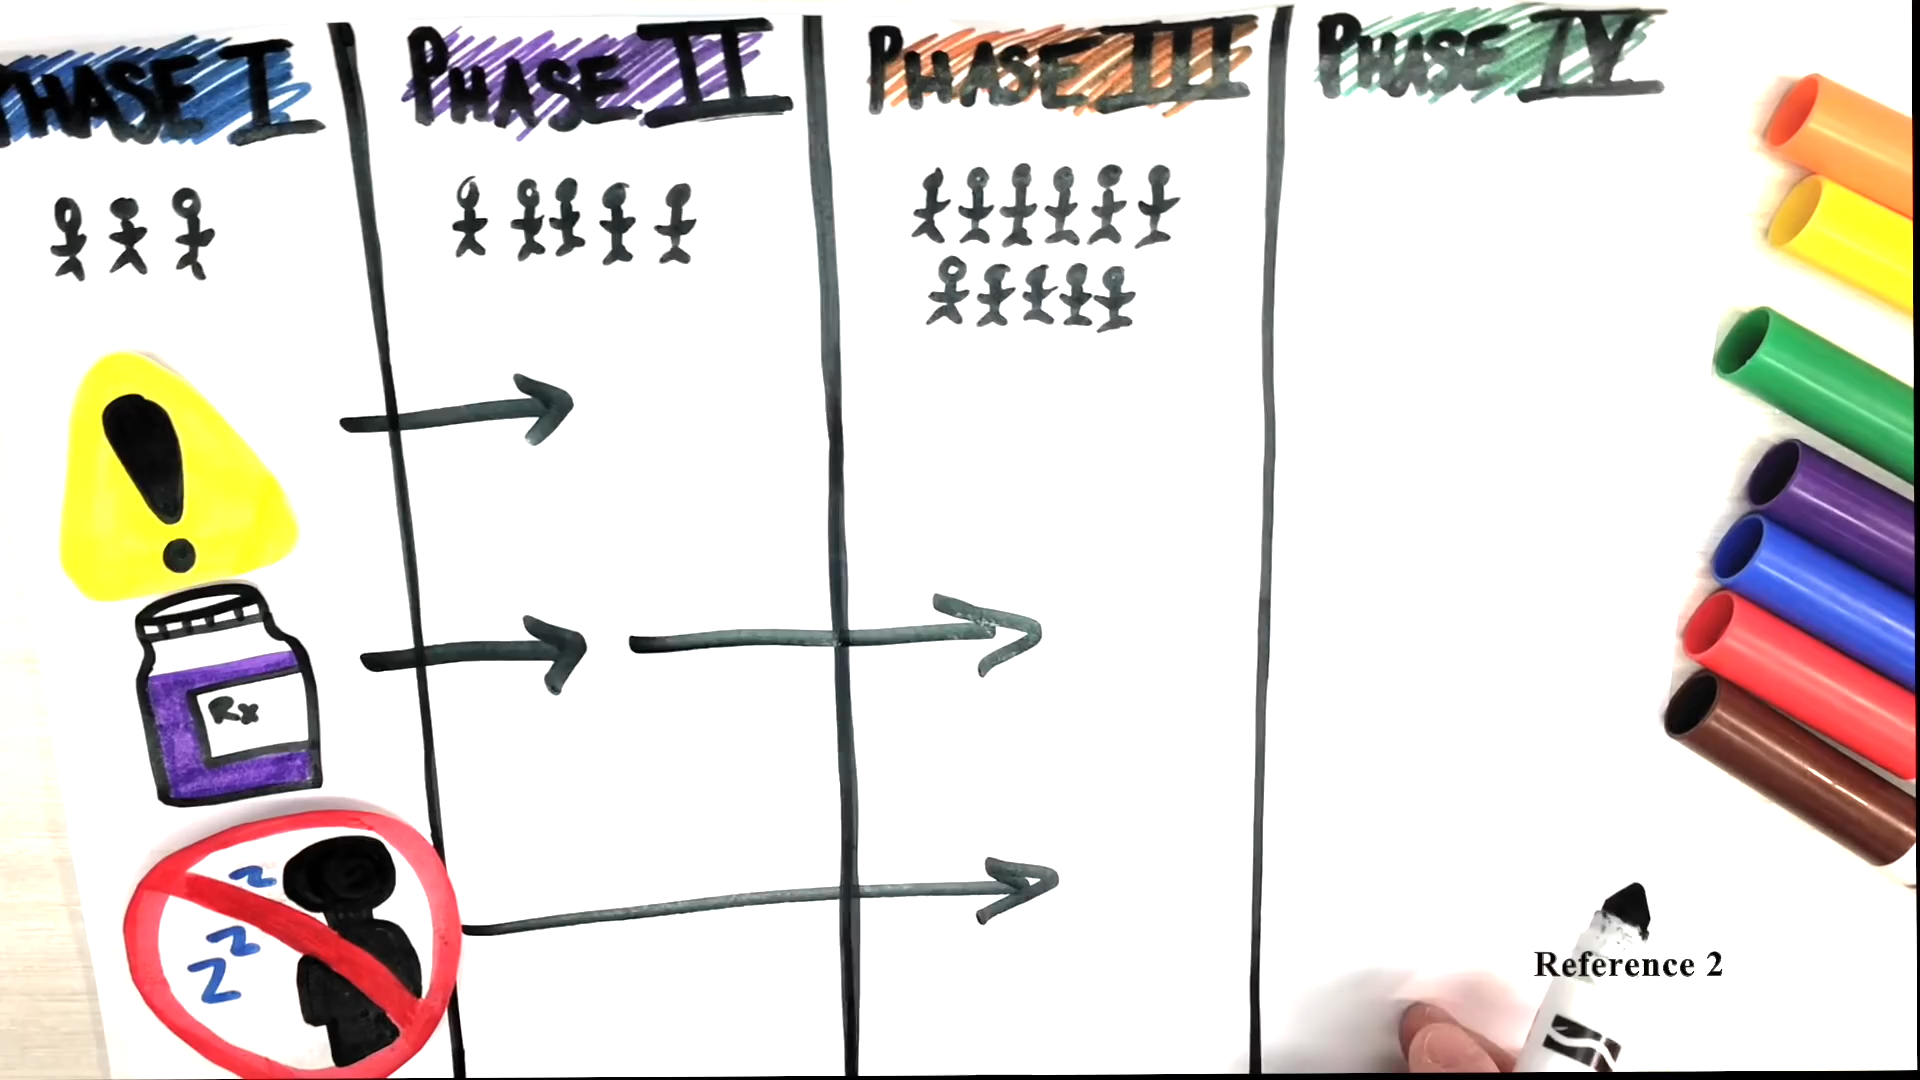 PHASE I
PHASE II
PHASE III
PHASE IV
Rx
z
z
z
Reference 2